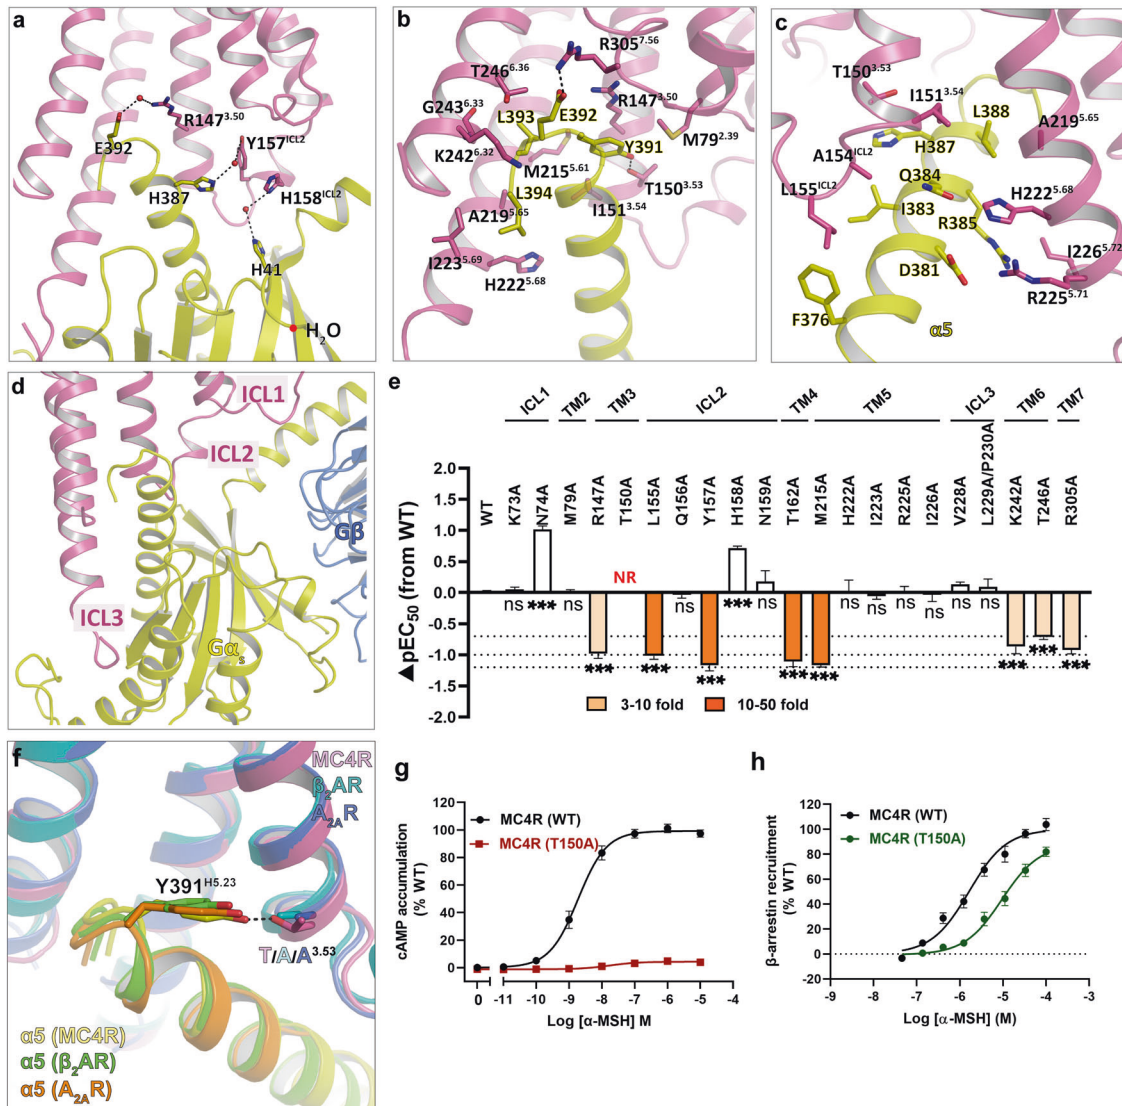 a
R147^3.50
E392
Y157^ICL2
H387
H158^ICL2
H41
H₂O
b
R305^7.56
T246^6.36
R147^3.50
G243^6.33
L393
E392
K242^6.32
Y391
M79^2.39
M215^5.61
L394
T150^3.53
A219^5.65
I151^3.54
I223^5.69
H222^5.68
c
T150^3.53
I151^3.54
L388
A219^5.65
H387
A154^ICL2
Q384
L155^ICL2
H222^5.68
I383
R385
I226^5.72
D381
R225^5.71
F376
α5
d
ICL1
ICL2
Gβ
ICL3
Gαₛ
e
ICL1 TM2 TM3 ICL2 TM4 TM5 ICL3 TM6 TM7
▲pEC₅₀ (from WT)
2.0
1.5
1.0
0.5
0.0
-0.5
-1.0
-1.5
-2.0
WT K73A N74A M79A R147A T150A L155A Q156A Y157A H158A N159A T162A M215A H222A I223A R225A I226A V228A L229A/P230A K242A T246A R305A
NR
ns *** ns *** *** ns *** *** ns *** *** ns ns ns ns ns ns *** *** ***
3-10 fold
10-50 fold
f
MC4R
β₂AR
A₂ₐR
Y391^H5.23
T/A/A^3.53
α5 (MC4R)
α5 (β₂AR)
α5 (A₂ₐR)
g
MC4R (WT)
MC4R (T150A)
cAMP accumulation
(% WT)
120
100
80
60
40
20
0
0 -11 -10 -9 -8 -7 -6 -5 -4
Log [α-MSH] M
h
MC4R (WT)
MC4R (T150A)
β-arrestin recruitment
(% WT)
120
100
80
60
40
20
0
-20
-9 -8 -7 -6 -5 -4 -3
Log [α-MSH] (M)